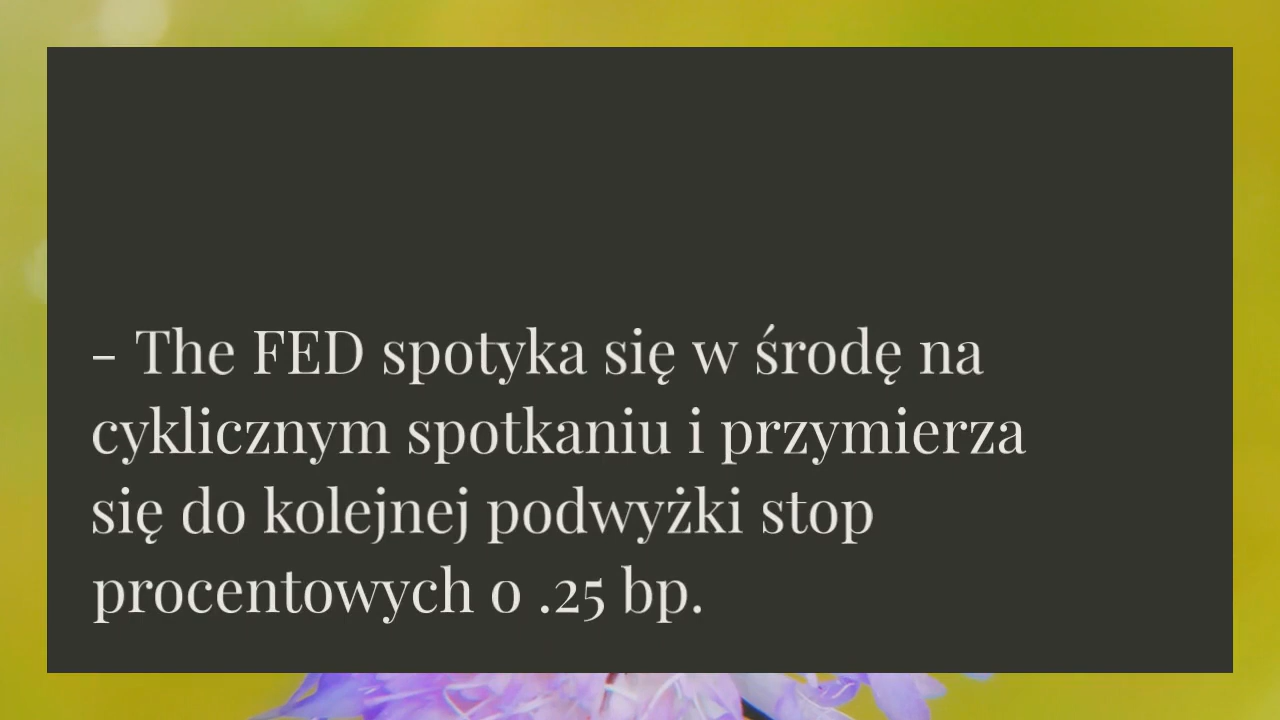 - The FED spotyka się w środę na
cyklicznym spotkaniu i przymierza
się do kolejnej podwyżki stop
procentowych o .25 bp.